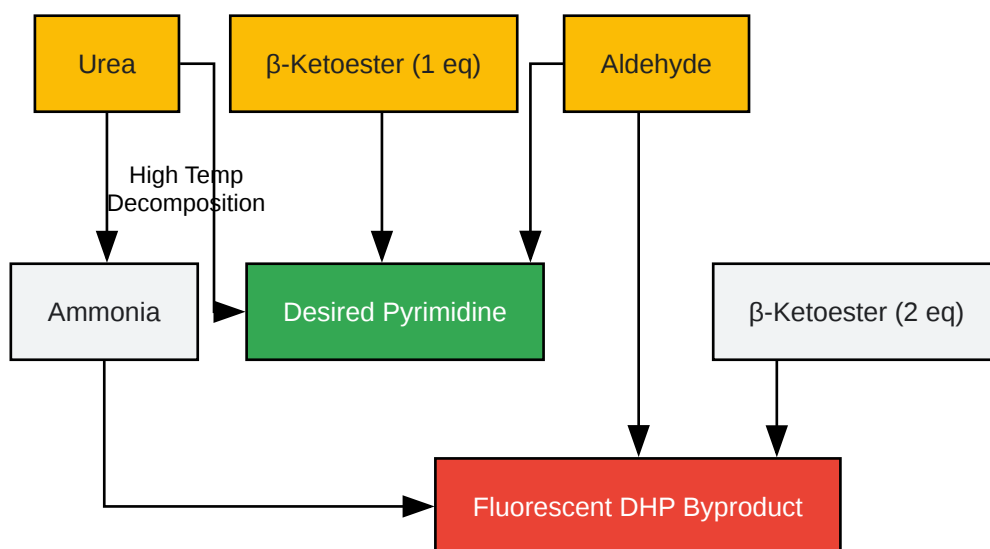 Urea
β-Ketoester (1 eq)
Aldehyde
High Temp
Decomposition
Ammonia
Desired Pyrimidine
β-Ketoester (2 eq)
Fluorescent DHP Byproduct